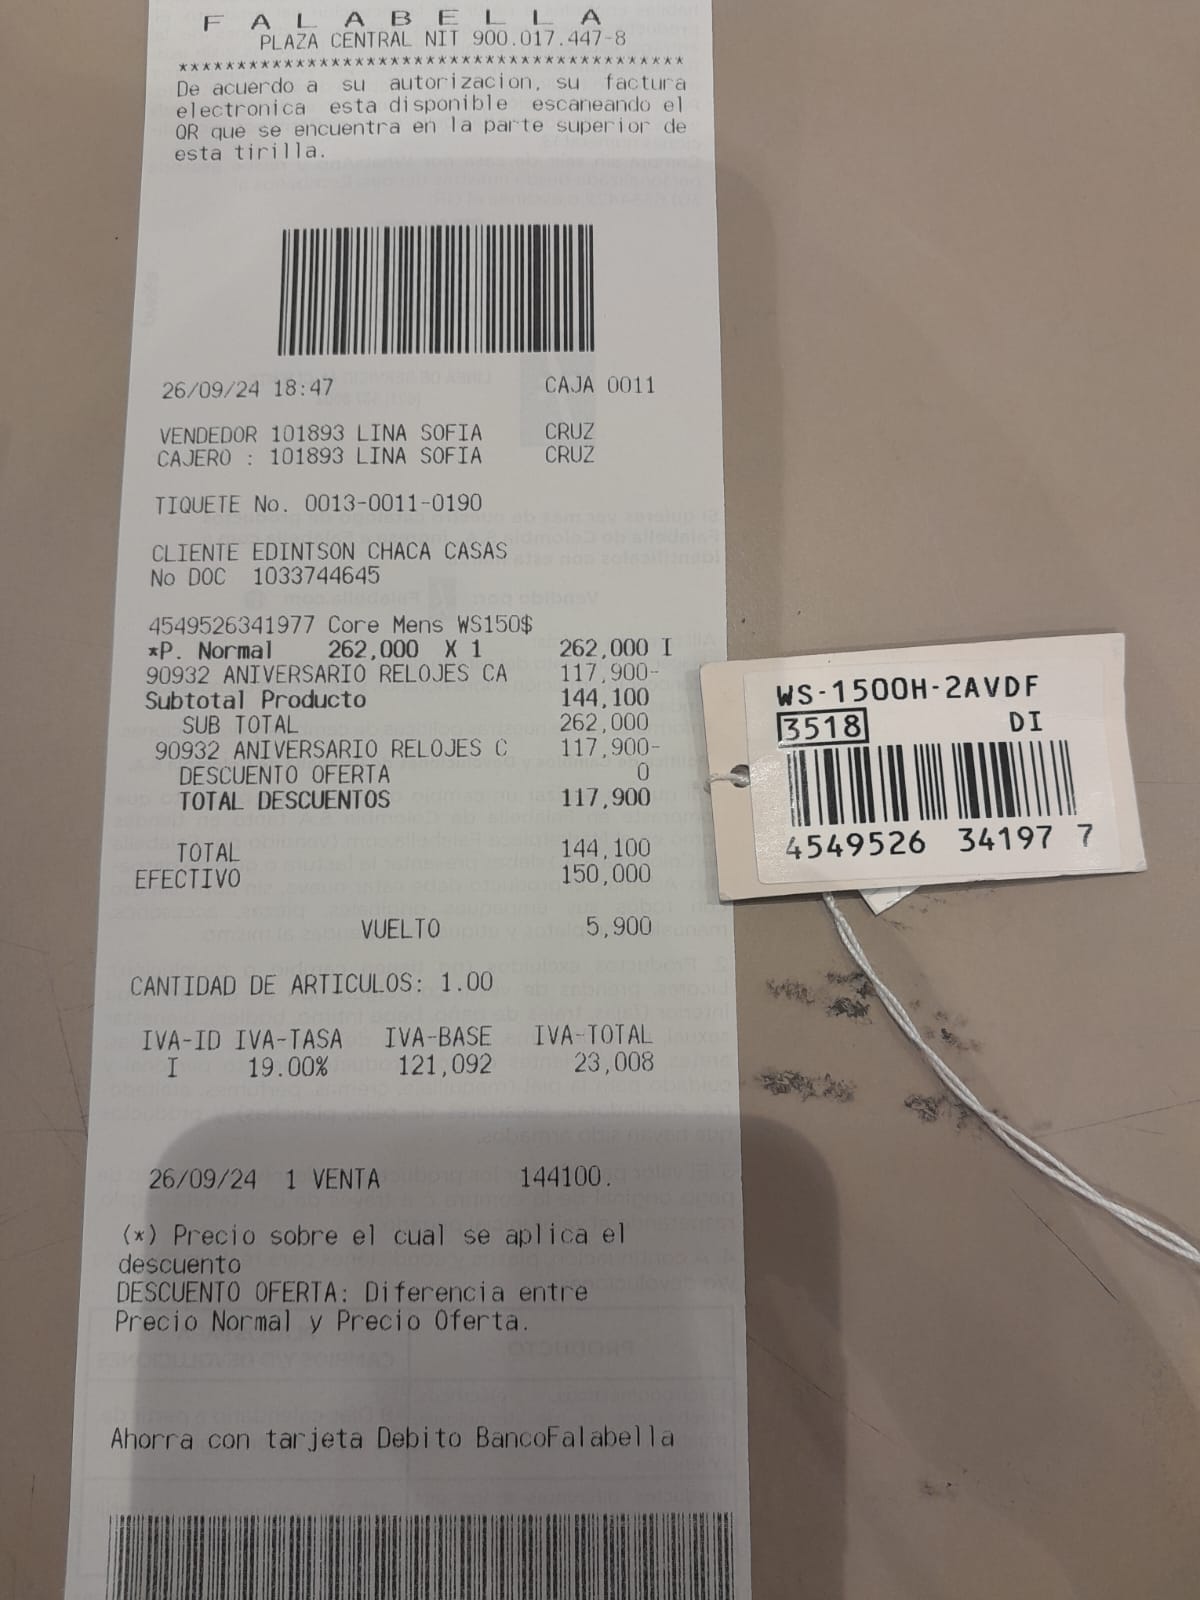 F A L A B E L L A
PLAZA CENTRAL NIT 900.017.447-8
*******************************************
De acuerdo a su autorizacion, su factura
electronica esta disponible escaneando el
QR que se encuentra en la parte superior de
esta tirilla.
26/09/24 18:47 CAJA 0011
VENDEDOR 101893 LINA SOFIA CRUZ
CAJERO : 101893 LINA SOFIA CRUZ
TIQUETE No. 0013-0011-0190
CLIENTE EDINTSON CHACA CASAS
No DOC 1033744645
4549526341977 Core Mens WS150$
*P. Normal 262,000 X 1 262,000 I
90932 ANIVERSARIO RELOJES CA 117,900-
Subtotal Producto 144,100
SUB TOTAL 262,000
90932 ANIVERSARIO RELOJES C 117,900-
DESCUENTO OFERTA 0
TOTAL DESCUENTOS 117,900
TOTAL 144,100
EFECTIVO 150,000
VUELTO 5,900
CANTIDAD DE ARTICULOS: 1.00
IVA-ID IVA-TASA IVA-BASE IVA-TOTAL
I 19.00% 121,092 23,008
26/09/24 1 VENTA 144100.
(*) Precio sobre el cual se aplica el
descuento
DESCUENTO OFERTA: Diferencia entre
Precio Normal y Precio Oferta.
Ahorra con tarjeta Debito BancoFalabella
WS-1500H-2AVDF
3518 DI
4549526 34197 7